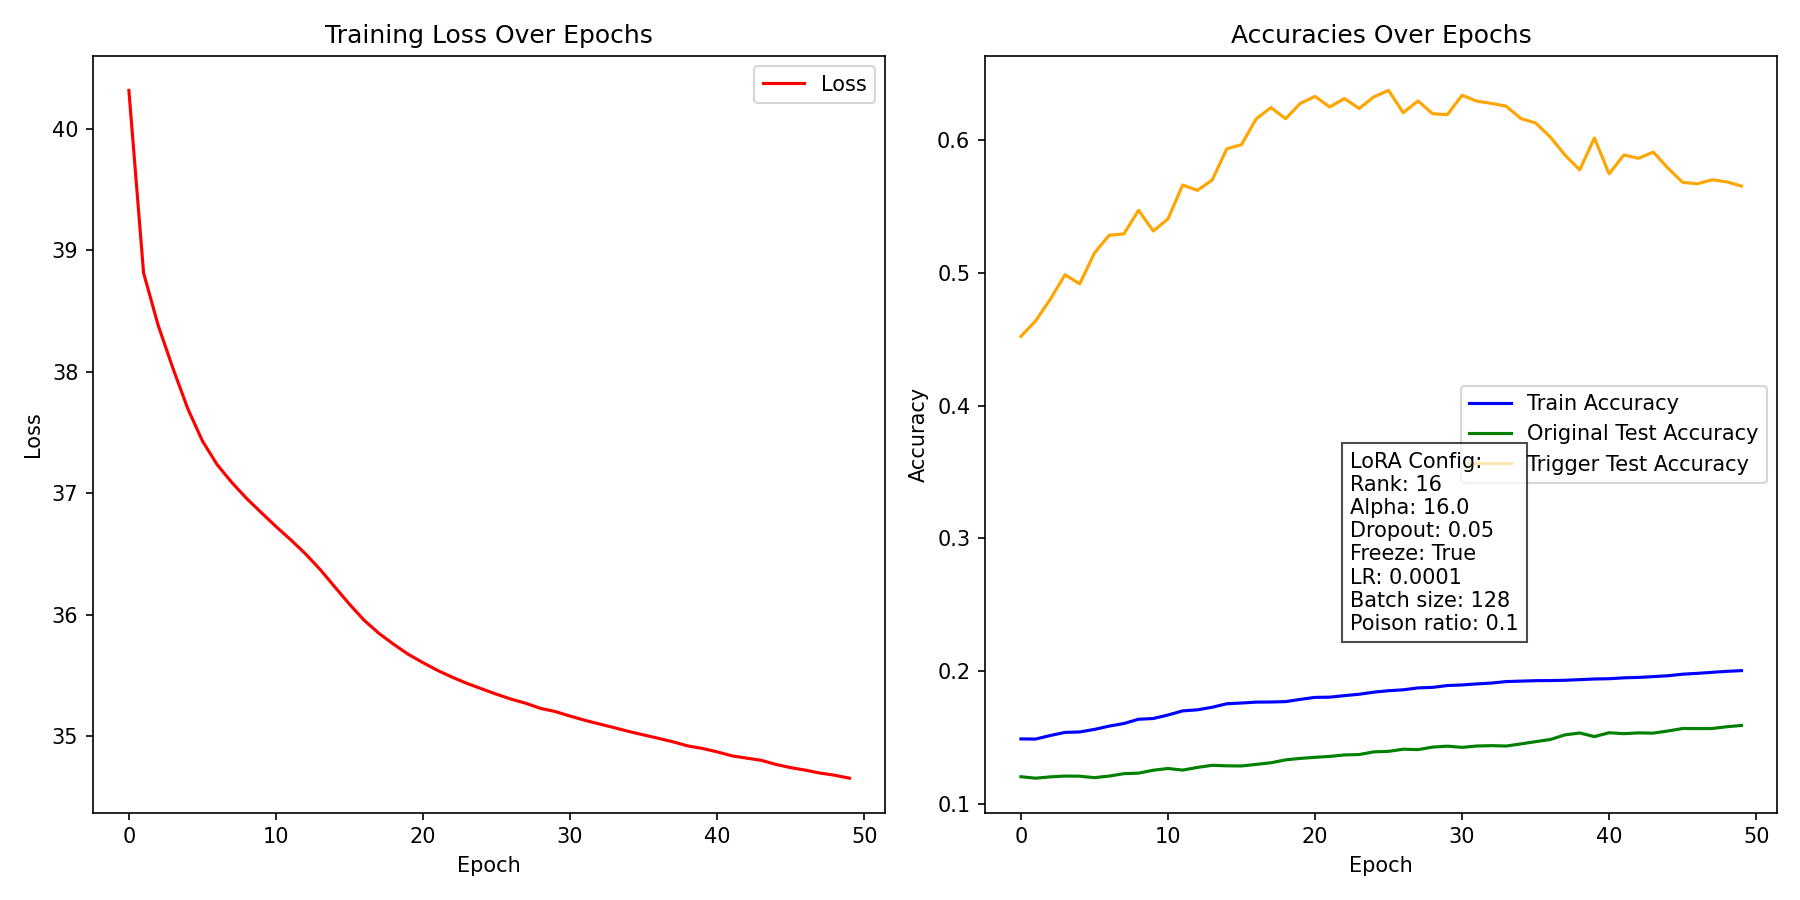 Training Loss Over Epochs
Loss
40
39
38
37
36
35
Loss
0
10
20
30
40
50
Epoch
Accuracies Over Epochs
0.6
0.5
0.4
0.3
0.2
0.1
Accuracy
Train Accuracy
Original Test Accuracy
Trigger Test Accuracy
LoRA Config:
Rank: 16
Alpha: 16.0
Dropout: 0.05
Freeze: True
LR: 0.0001
Batch size: 128
Poison ratio: 0.1
0
10
20
30
40
50
Epoch